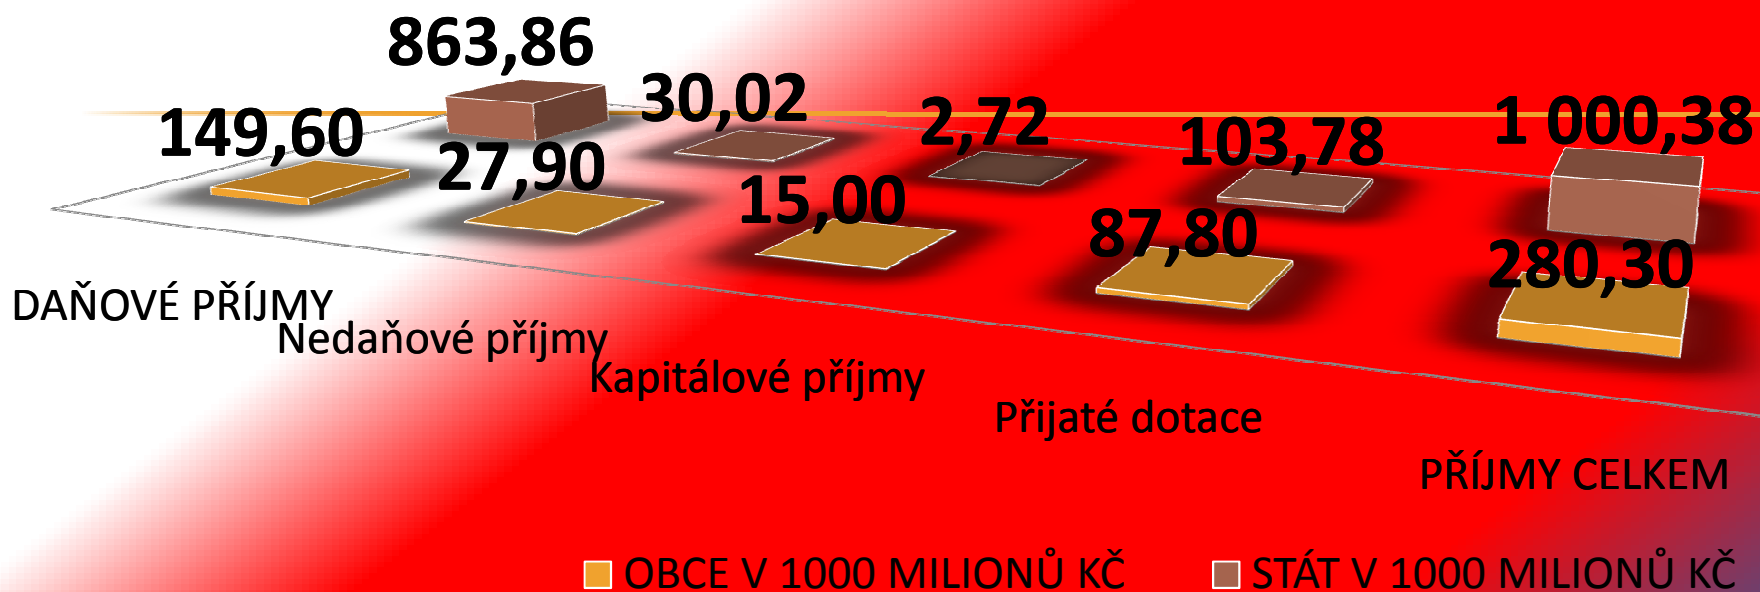 863,86
30,02
2,72
103,78
1 000,38
149,60
27,90
15,00
87,80
280,30
DAŇOVÉ PŘÍJMY
Nedaňové příjmy
Kapitálové příjmy
Přijaté dotace
PŘÍJMY CELKEM
OBCE V 1000 MILIONŮ KČ
STÁT V 1000 MILIONŮ KČ